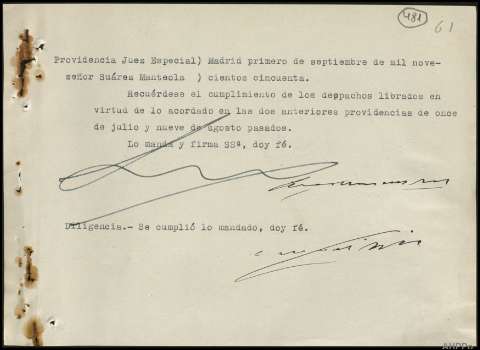 481
61
Providencia Juez Especial) Madrid primero de septiembre de mil nove-
señor Suárez Manteola ) cientos cincuenta.
Recuérdese el cumplimiento de los despachos librados en
virtud de lo acordado en las dos anteriores providencias de once
de julio y nueve de agosto pasados.
Lo manda y firma SSª, doy fé.
Diligencia.- Se cumplió lo mandado, doy fé.